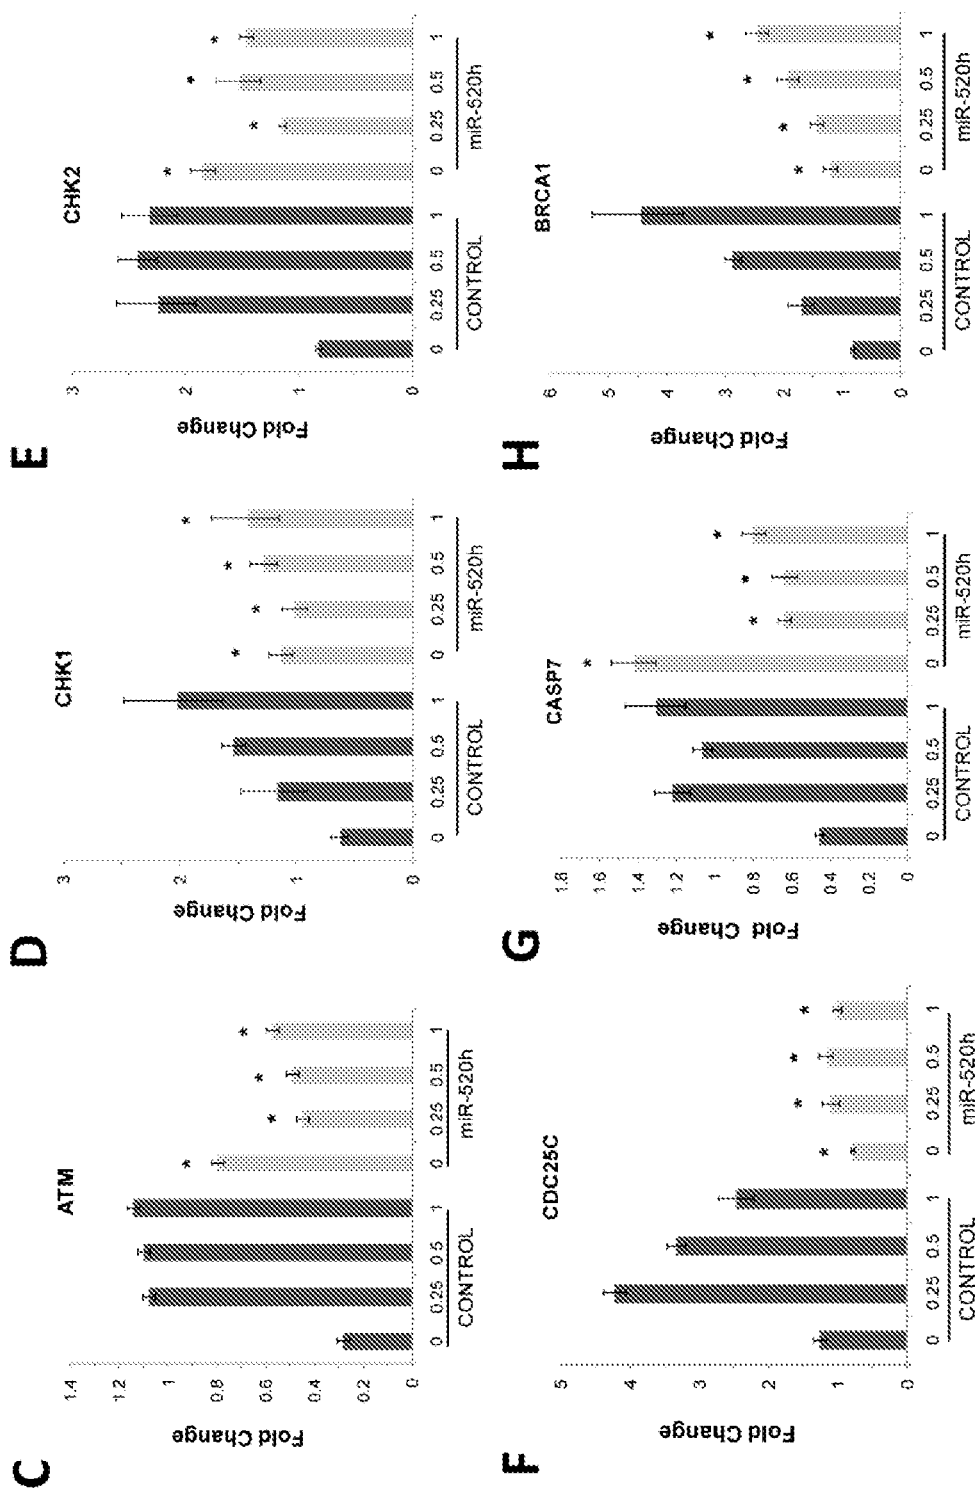 C
ATM
Fold Change
1.4
1.2
1
0.8
0.6
0.4
0.2
0
0 0.25 0.5 1 0 0.25 0.5 1
CONTROL miR-520h
* * * *
D
CHK1
Fold Change
3
2
1
0
0 0.25 0.5 1 0 0.25 0.5 1
CONTROL miR-520h
* * * *
E
CHK2
Fold Change
3
2
1
0
0 0.25 0.5 1 0 0.25 0.5 1
CONTROL miR-520h
* * * *
F
CDC25C
Fold Change
5
4
3
2
1
0
0 0.25 0.5 1 0 0.25 0.5 1
CONTROL miR-520h
* * * *
G
CASP7
Fold Change
1.8
1.6
1.4
1.2
1
0.8
0.6
0.4
0.2
0
0 0.25 0.5 1 0 0.25 0.5 1
CONTROL miR-520h
* * * *
H
BRCA1
Fold Change
6
5
4
3
2
1
0
0 0.25 0.5 1 0 0.25 0.5 1
CONTROL miR-520h
* * * *